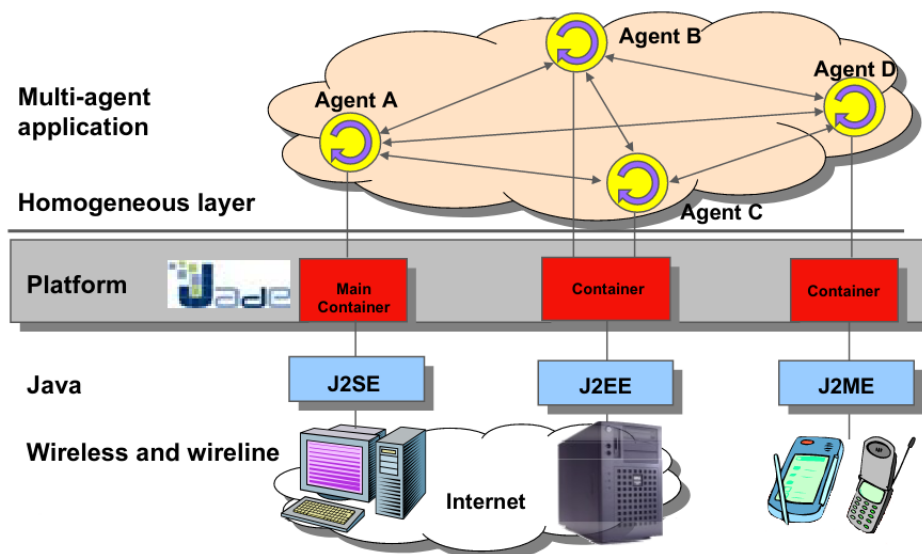 Agent B
Agent D
Multi-agent
application
Agent A
Homogeneous layer
Agent C
Platform
Jade
Main
Container
Container
Container
Java
J2SE
J2EE
J2ME
Wireless and wireline
Internet